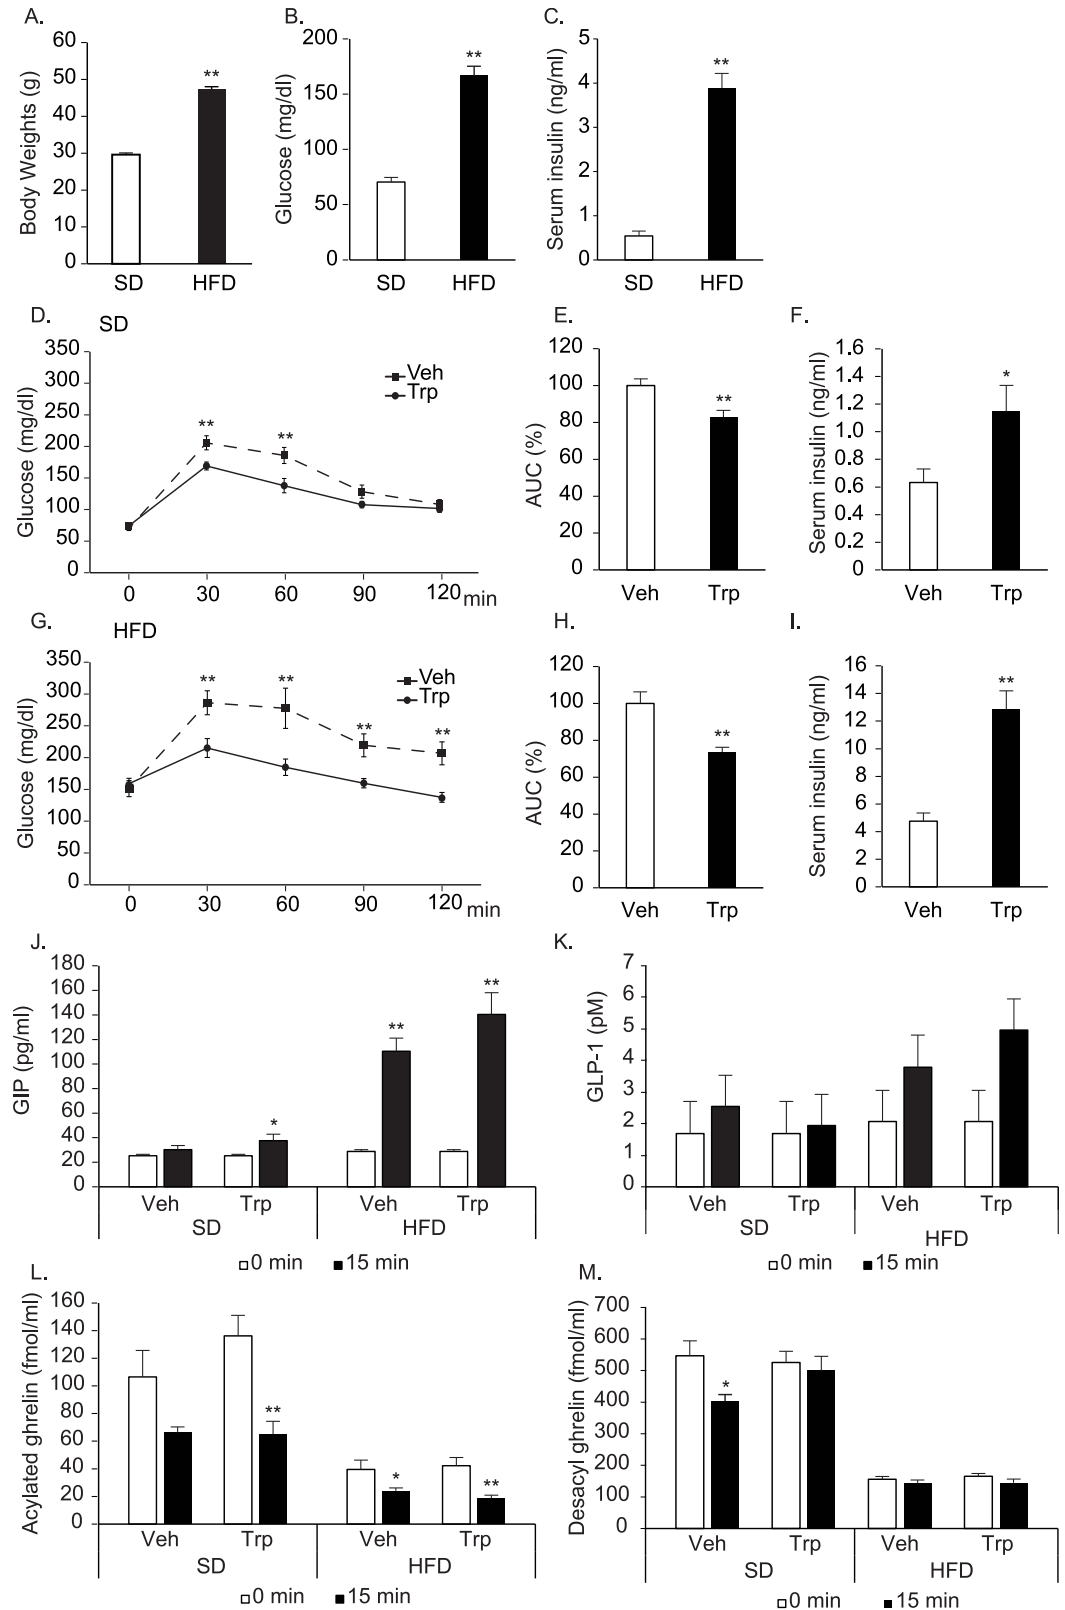 A.
Body Weights (g)
60
50
40
30
20
10
0
**
SD HFD
B.
Glucose (mg/dl)
200
150
100
50
0
**
SD HFD
C.
Serum insulin (ng/ml)
5
4
3
2
1
0
**
SD HFD
D.
SD
Glucose (mg/dl)
350
300
250
200
150
100
50
0
Veh
Trp
** **
0 30 60 90 120 min
E.
AUC (%)
120
100
80
60
40
20
0
**
Veh Trp
F.
Serum insulin (ng/ml)
1.6
1.4
1.2
1.0
0.8
0.6
0.4
0.2
0
*
Veh Trp
G.
HFD
Glucose (mg/dl)
350
300
250
200
150
100
50
0
Veh
Trp
** ** ** **
0 30 60 90 120 min
H.
AUC (%)
120
100
80
60
40
20
0
**
Veh Trp
I.
Serum insulin (ng/ml)
16
14
12
10
8
6
4
2
0
**
Veh Trp
J.
GIP (pg/ml)
180
160
140
120
100
80
60
40
20
0
* ** **
Veh Trp Veh Trp
SD HFD
0 min 15 min
K.
GLP-1 (pM)
7
6
5
4
3
2
1
0
Veh Trp Veh Trp
SD HFD
0 min 15 min
L.
Acylated ghrelin (fmol/ml)
160
140
120
100
80
60
40
20
0
** * **
Veh Trp Veh Trp
SD HFD
0 min 15 min
M.
Desacyl ghrelin (fmol/ml)
700
600
500
400
300
200
100
0
*
Veh Trp Veh Trp
SD HFD
0 min 15 min